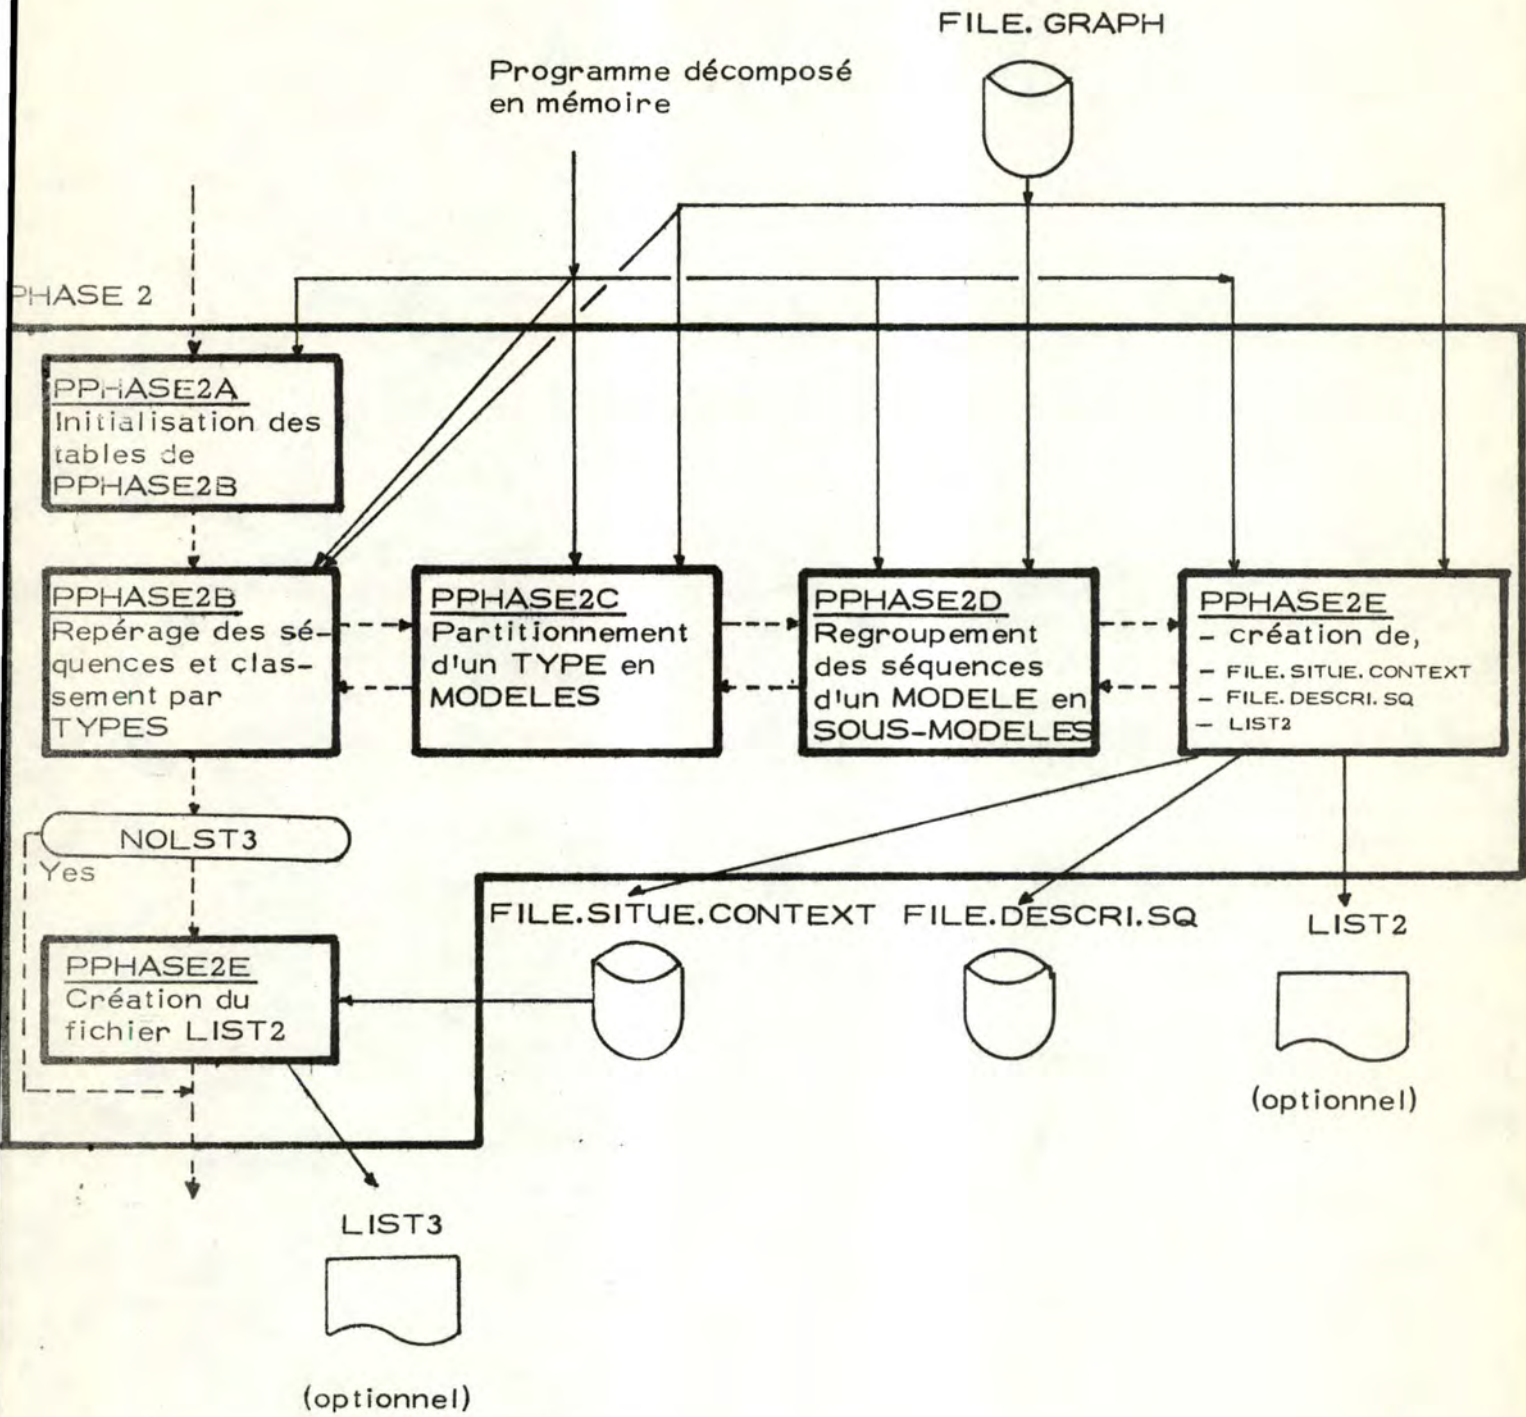 FILE. GRAPH
Programme décomposé
en mémoire
PHASE 2
PPHASE2A
Initialisation des
tables de
PPHASE2B
PPHASE2B
Repérage des sé-
quences et clas-
sement par
TYPES
PPHASE2C
Partitionnement
d'un TYPE en
MODELES
PPHASE2D
Regroupement
des séquences
d'un MODELE en
SOUS-MODELES
PPHASE2E
- création de,
- FILE.SITUE.CONTEXT
- FILE.DESCRI.SQ
- LIST2
NOLST3
Yes
FILE.SITUE.CONTEXT
FILE.DESCRI.SQ
LIST2
PPHASE2E
Création du
fichier LIST2
(optionnel)
LIST3
(optionnel)